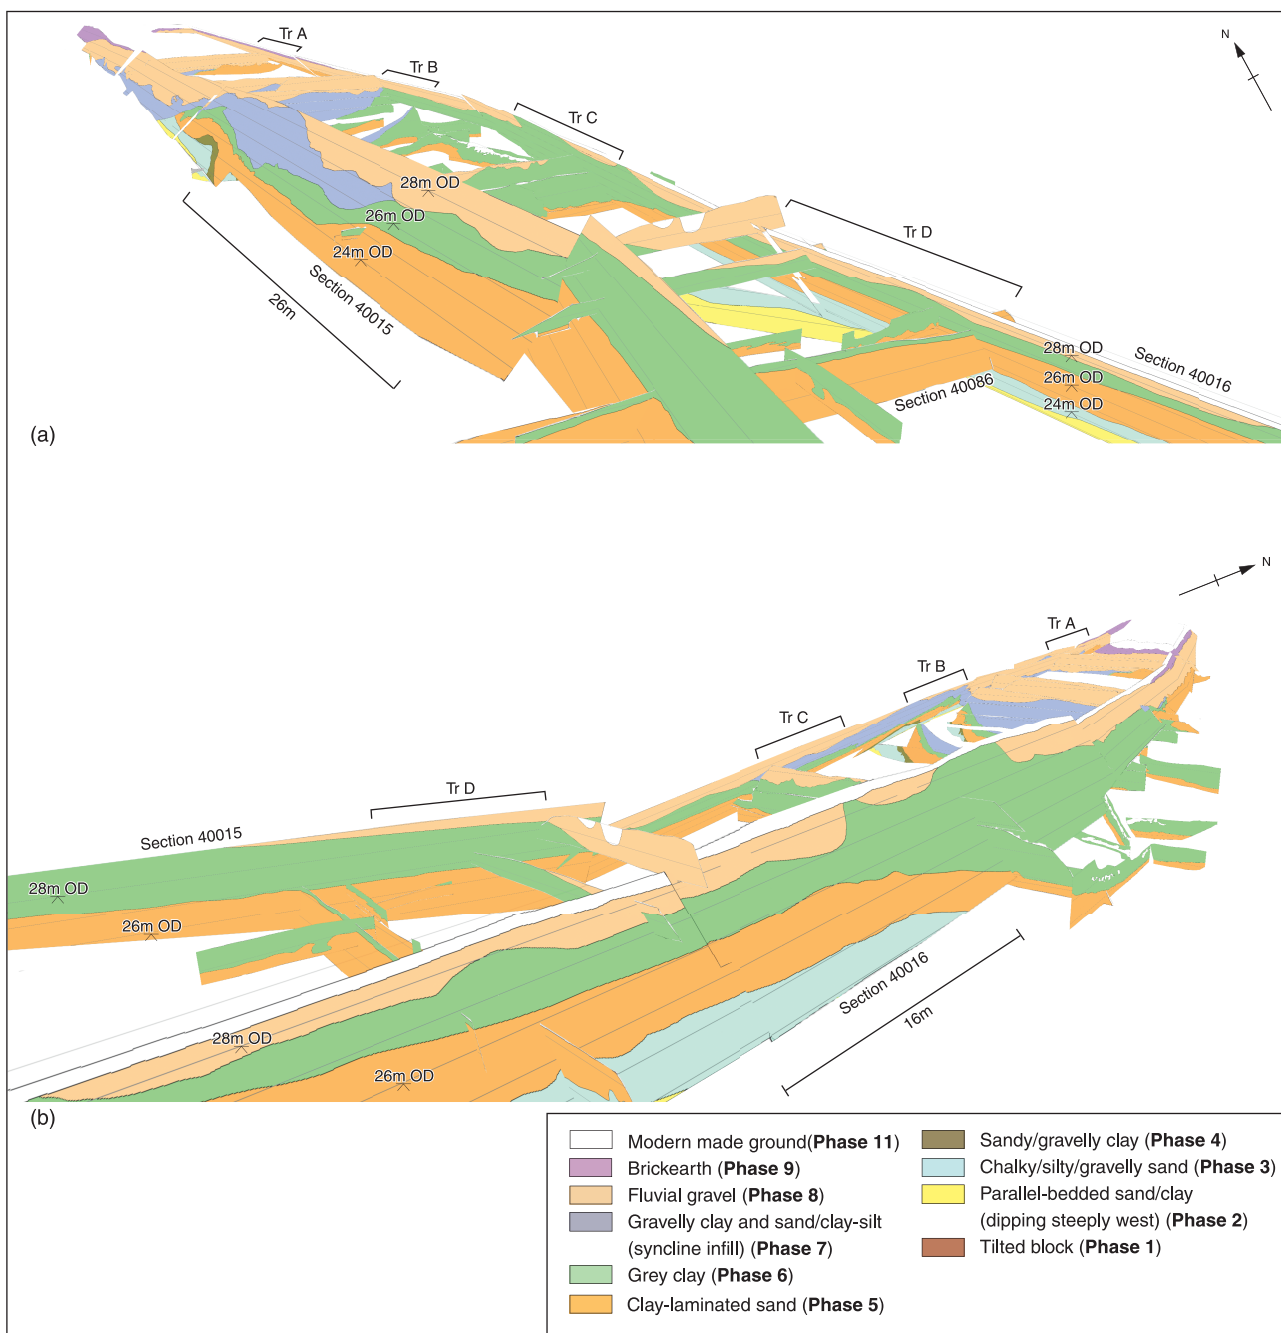 Tr A
N
Tr B
Tr C
28m OD
26m OD
24m OD
Tr D
Section 40015
26m
28m OD
Section 40016
26m OD
Section 40086
24m OD
(a)
N
Tr A
Tr B
Tr C
Tr D
Section 40015
28m OD
26m OD
Section 40016
16m
28m OD
26m OD
(b)
Modern made ground(Phase 11)
Brickearth (Phase 9)
Fluvial gravel (Phase 8)
Gravelly clay and sand/clay-silt
(syncline infill) (Phase 7)
Grey clay (Phase 6)
Clay-laminated sand (Phase 5)
Sandy/gravelly clay (Phase 4)
Chalky/silty/gravelly sand (Phase 3)
Parallel-bedded sand/clay
(dipping steeply west) (Phase 2)
Tilted block (Phase 1)